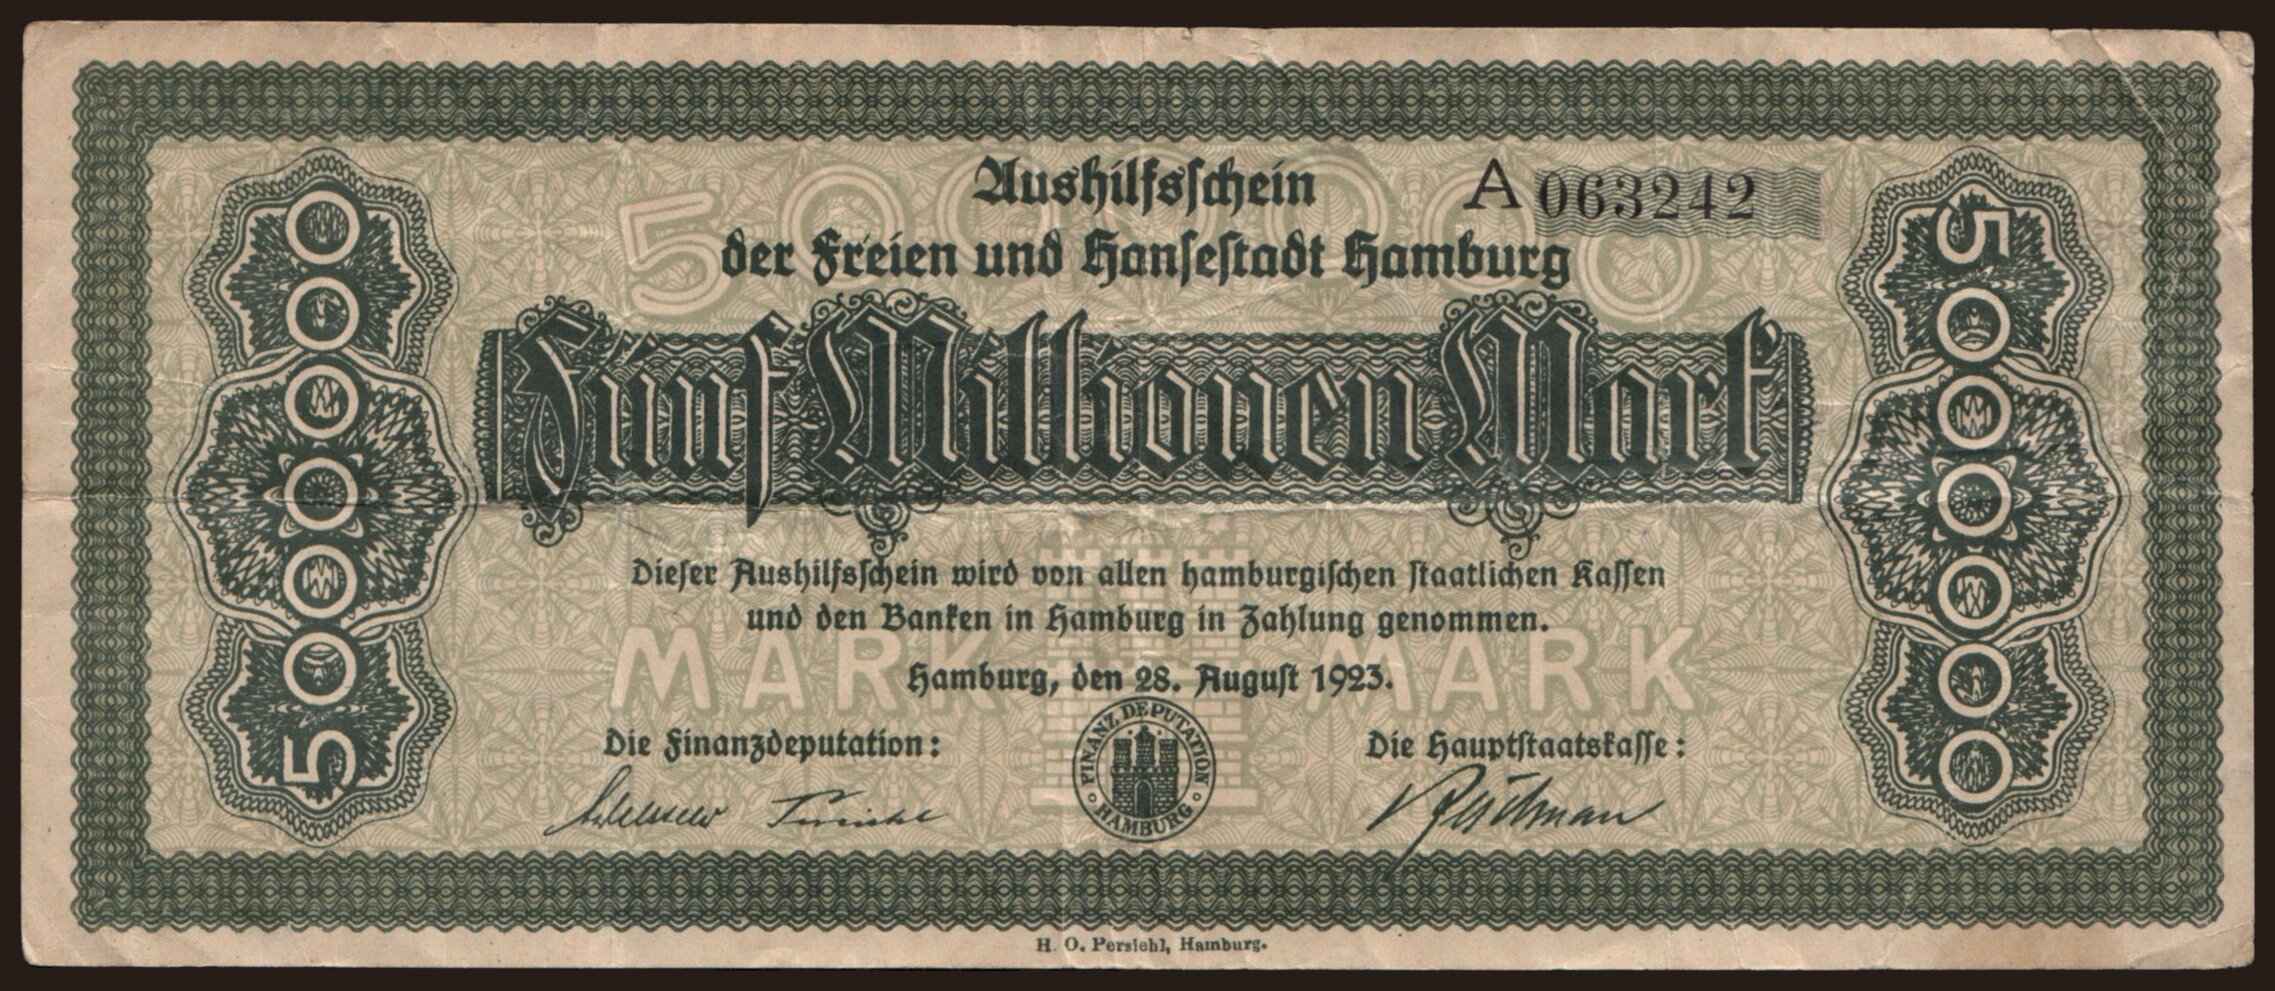 Aushilfsschein
A 063242
der Freien und Hansestadt Hamburg
5000000
5000000
5000000
Fünf Millionen Mark
Dieser Aushilfsschein wird von allen hamburgischen staatlichen Kassen
und den Banken in Hamburg in Zahlung genommen.
MARK MARK
Hamburg, den 28. August 1923.
Die Finanzdeputation:
Die Hauptstaatskasse:
FINANZ DEPUTATION
HAMBURG
H. O. Persiehl, Hamburg.